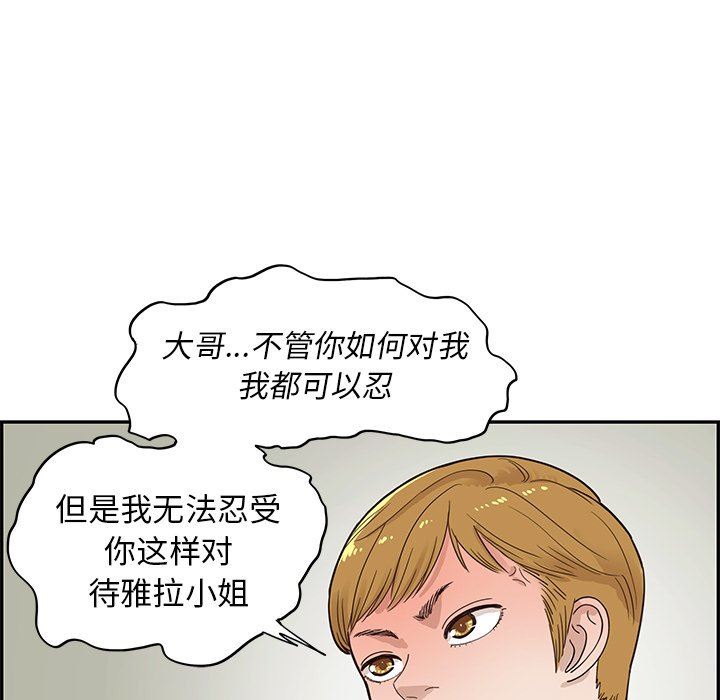 大哥...不管你如何对我
我都可以忍
但是我无法忍受
你这样对
待雅拉小姐